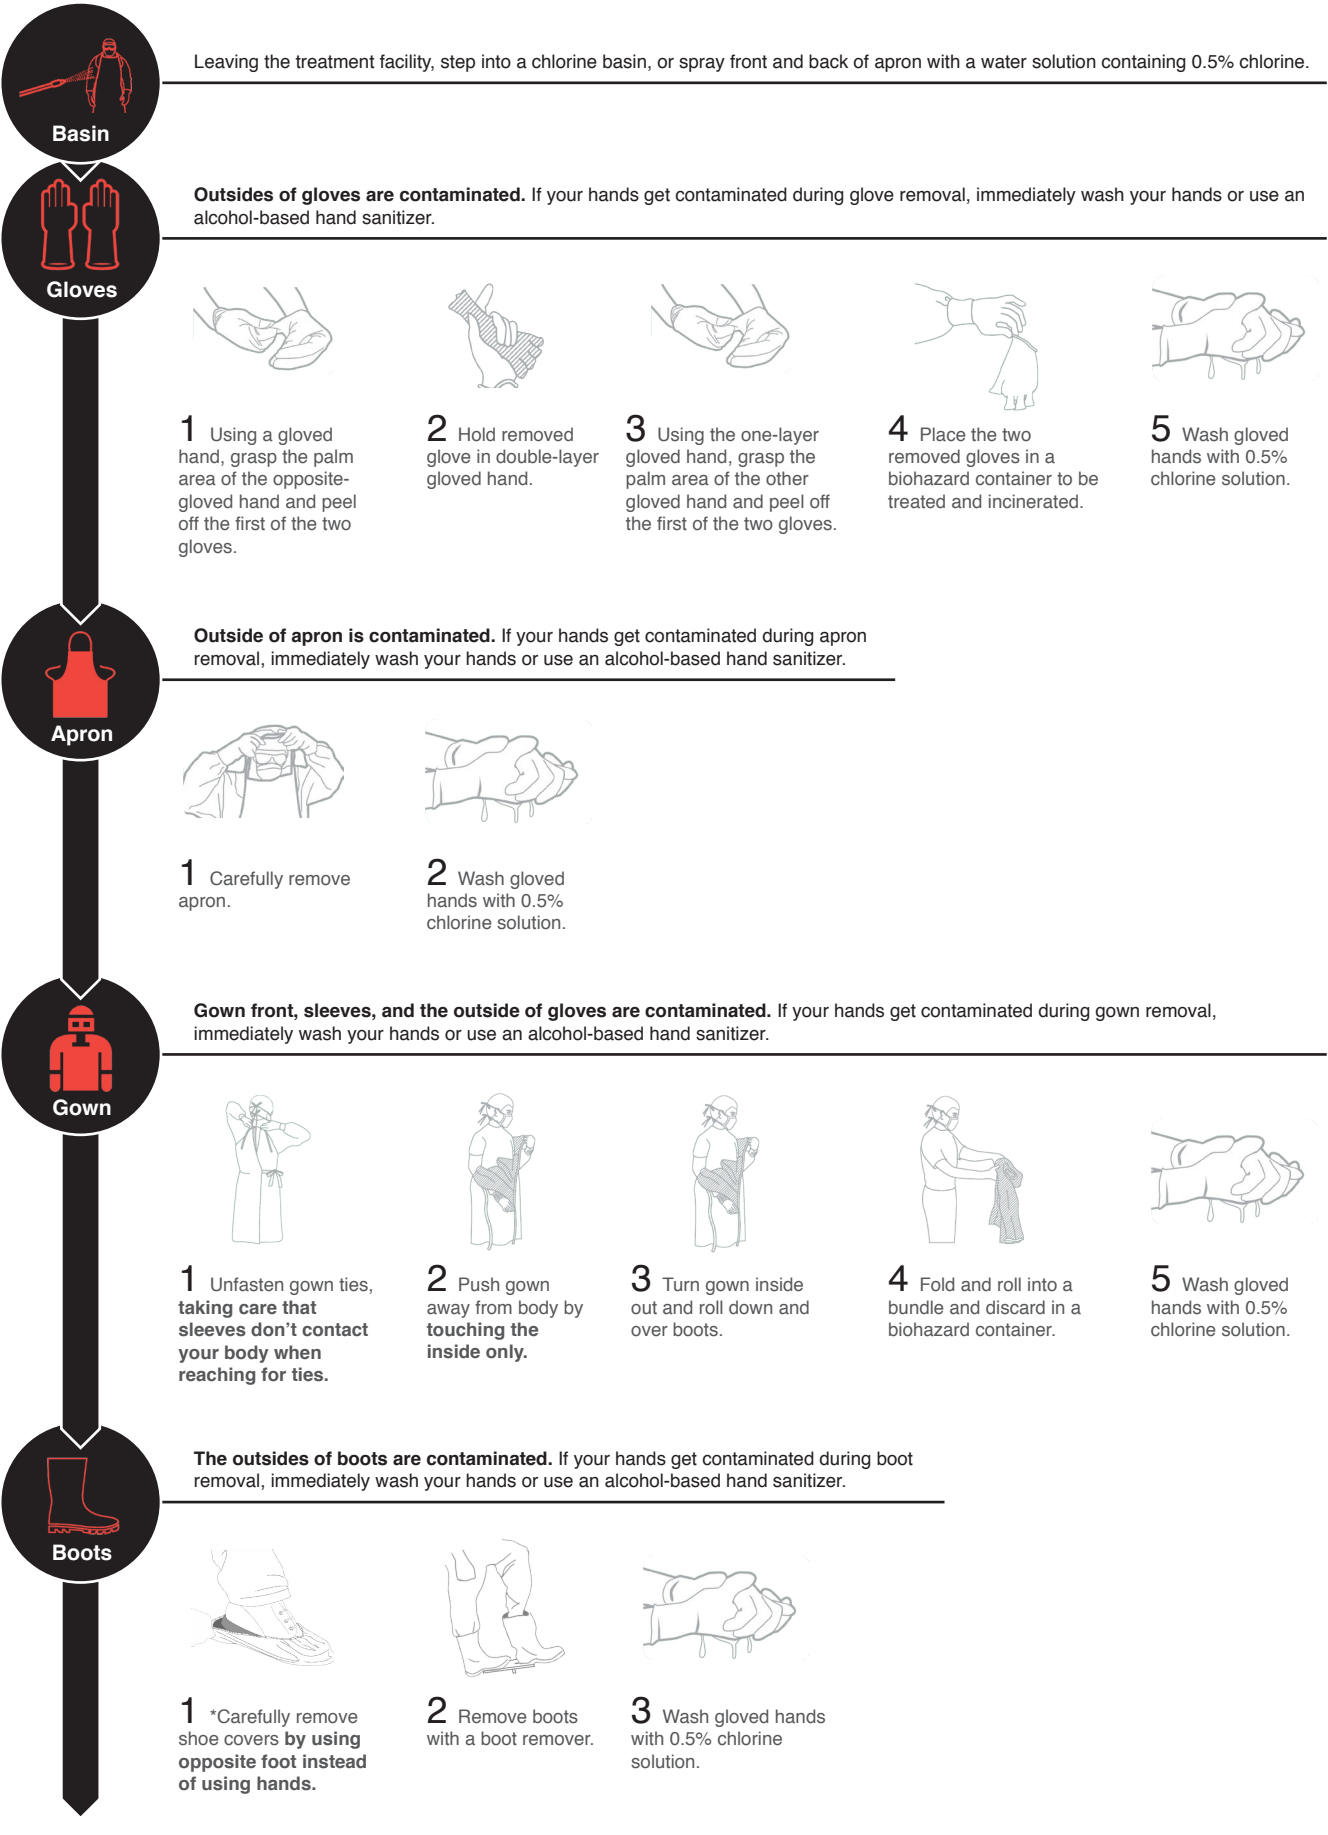 Leaving the treatment facility, step into a chlorine basin, or spray front and back of apron with a water solution containing 0.5% chlorine.
Basin
Outsides of gloves are contaminated. If your hands get contaminated during glove removal, immediately wash your hands or use an
alcohol-based hand sanitizer.
Gloves
1 Using a gloved
hand, grasp the palm
area of the opposite-
gloved hand and peel
off the first of the two
gloves.
2 Hold removed
glove in double-layer
gloved hand.
3 Using the one-layer
gloved hand, grasp the
palm area of the other
gloved hand and peel off
the first of the two gloves.
4 Place the two
removed gloves in a
biohazard container to be
treated and incinerated.
5 Wash gloved
hands with 0.5%
chlorine solution.
Outside of apron is contaminated. If your hands get contaminated during apron
removal, immediately wash your hands or use an alcohol-based hand sanitizer.
Apron
1 Carefully remove
apron.
2 Wash gloved
hands with 0.5%
chlorine solution.
Gown front, sleeves, and the outside of gloves are contaminated. If your hands get contaminated during gown removal,
immediately wash your hands or use an alcohol-based hand sanitizer.
Gown
1 Unfasten gown ties,
taking care that
sleeves don't contact
your body when
reaching for ties.
2 Push gown
away from body by
touching the
inside only.
3 Turn gown inside
out and roll down and
over boots.
4 Fold and roll into a
bundle and discard in a
biohazard container.
5 Wash gloved
hands with 0.5%
chlorine solution.
The outsides of boots are contaminated. If your hands get contaminated during boot
removal, immediately wash your hands or use an alcohol-based hand sanitizer.
Boots
1 *Carefully remove
shoe covers by using
opposite foot instead
of using hands.
2 Remove boots
with a boot remover.
3 Wash gloved hands
with 0.5% chlorine
solution.